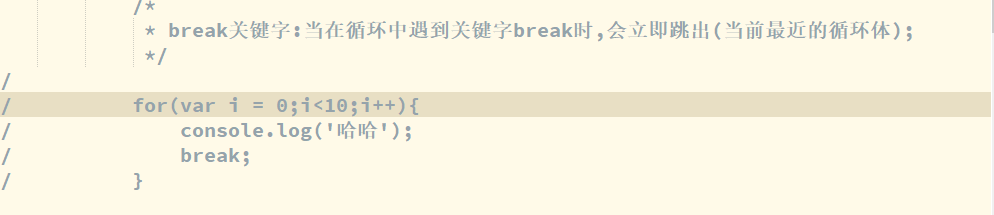 /*
* break关键字:当在循环中遇到关键字break时,会立即跳出(当前最近的循环体);
*/
/
/ for(var i = 0;i<10;i++){
/ console.log('哈哈');
/ break;
/ }